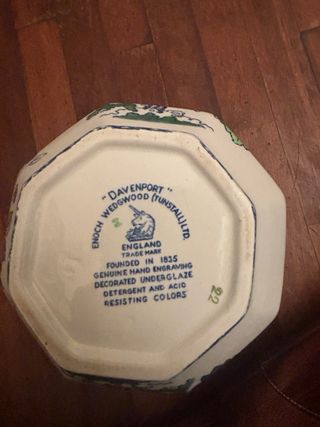 "DAVENPORT"
ENOCH WEDGWOOD (TUNSTALL) LTD.
ENGLAND
TRADE MARK
FOUNDED IN 1835
GENUINE HAND ENGRAVING
DECORATED UNDERGLAZE
DETERGENT AND ACID
RESISTING COLORS
22